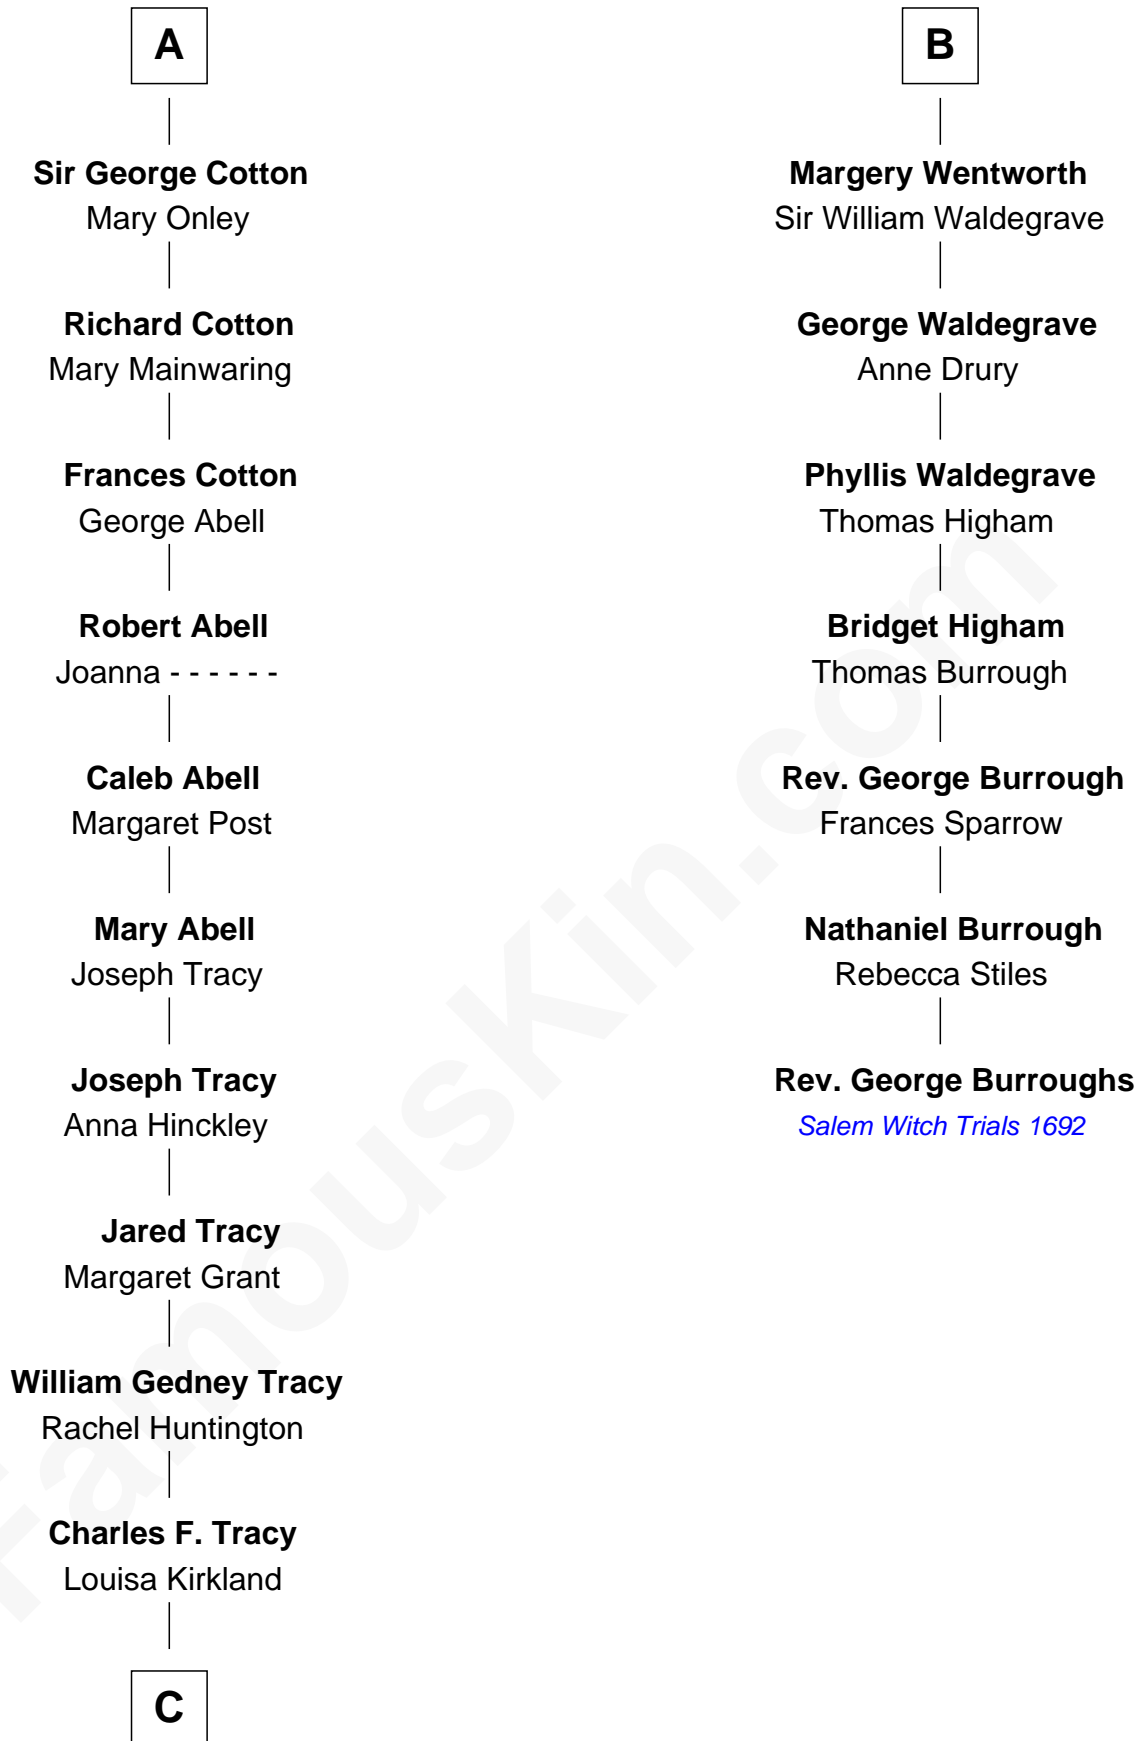 A
Sir George Cotton
Mary Onley
Richard Cotton
Mary Mainwaring
Frances Cotton
George Abell
Robert Abell
Joanna - - - - - -
Caleb Abell
Margaret Post
Mary Abell
Joseph Tracy
Joseph Tracy
Anna Hinckley
Jared Tracy
Margaret Grant
William Gedney Tracy
Rachel Huntington
Charles F. Tracy
Louisa Kirkland
C
B
Margery Wentworth
Sir William Waldegrave
George Waldegrave
Anne Drury
Phyllis Waldegrave
Thomas Higham
Bridget Higham
Thomas Burrough
Rev. George Burrough
Frances Sparrow
Nathaniel Burrough
Rebecca Stiles
Rev. George Burroughs
Salem Witch Trials 1692
FamousKin.com